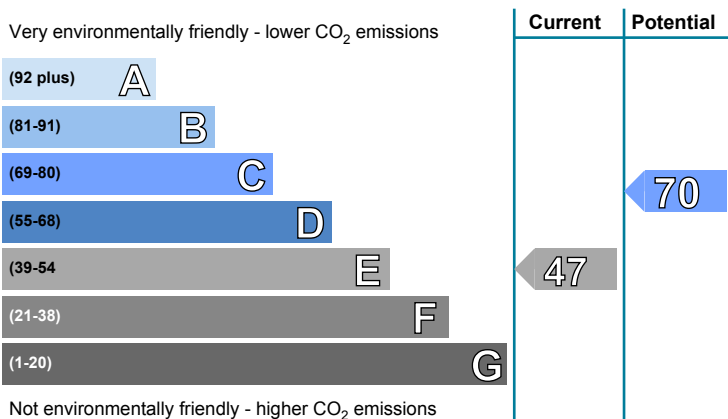 Current Potential
Very environmentally friendly - lower CO2 emissions
(92 plus) A
(81-91) B
(69-80) C
70
(55-68) D
(39-54 E
47
(21-38) F
(1-20) G
Not environmentally friendly - higher CO2 emissions